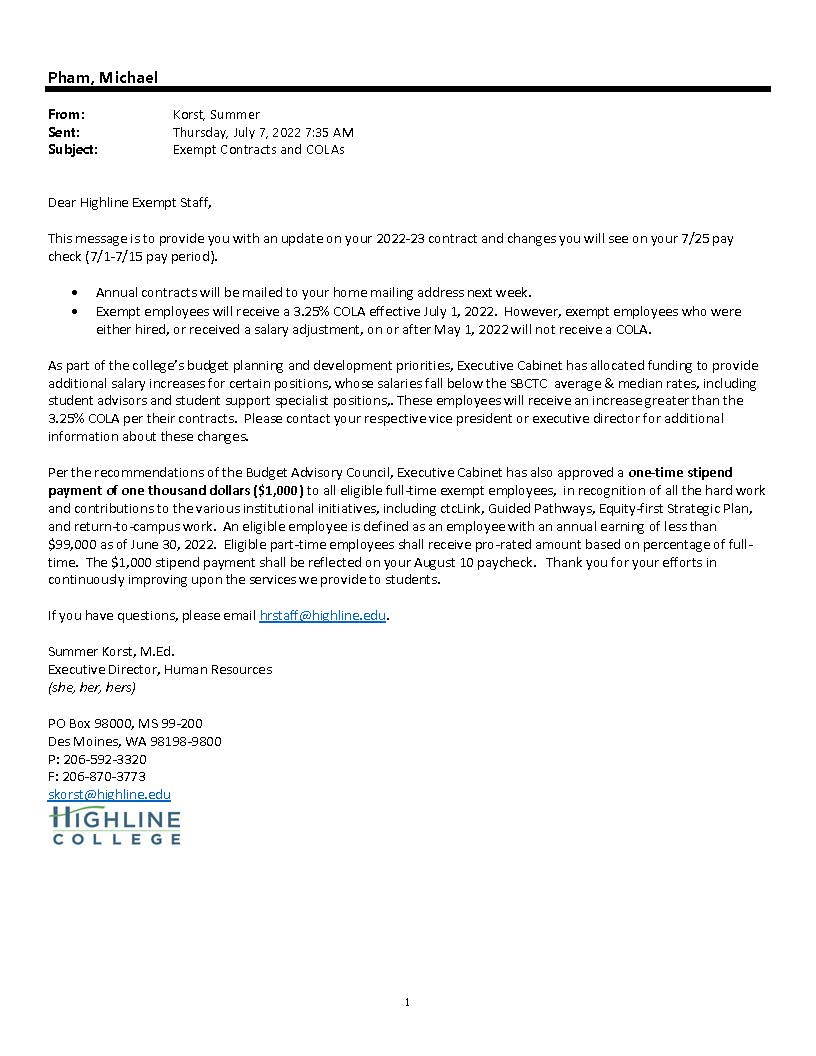 Pham, Michael
From: Korst, Summer
Sent: Thursday, July 7, 2022 7:35 AM
Subject: Exempt Contracts and COLAs
Dear Highline Exempt Staff,
This message is to provide you with an update on your 2022-23 contract and changes you will see on your 7/25 pay
check (7/1-7/15 pay period).
• Annual contracts will be mailed to your home mailing address next week.
• Exempt employees will receive a 3.25% COLA effective July 1, 2022. However, exempt employees who were
either hired, or received a salary adjustment, on or after May 1, 2022 will not receive a COLA.
As part of the college's budget planning and development priorities, Executive Cabinet has allocated funding to provide
additional salary increases for certain positions, whose salaries fall below the SBCTC average & median rates, including
student advisors and student support specialist positions,. These employees will receive an increase greater than the
3.25% COLA per their contracts. Please contact your respective vice president or executive director for additional
information about these changes.
Per the recommendations of the Budget Advisory Council, Executive Cabinet has also approved a one-time stipend
payment of one thousand dollars ($1,000) to all eligible full-time exempt employees, in recognition of all the hard work
and contributions to the various institutional initiatives, including ctcLink, Guided Pathways, Equity-first Strategic Plan,
and return-to-campus work. An eligible employee is defined as an employee with an annual earning of less than
$99,000 as of June 30, 2022. Eligible part-time employees shall receive pro-rated amount based on percentage of full-
time. The $1,000 stipend payment shall be reflected on your August 10 paycheck. Thank you for your efforts in
continuously improving upon the services we provide to students.
If you have questions, please email hrstaff@highline.edu.
Summer Korst, M.Ed.
Executive Director, Human Resources
(she, her, hers)
PO Box 98000, MS 99-200
Des Moines, WA 98198-9800
P: 206-592-3320
F: 206-870-3773
skorst@highline.edu
HIGHLINE
COLLEGE
1